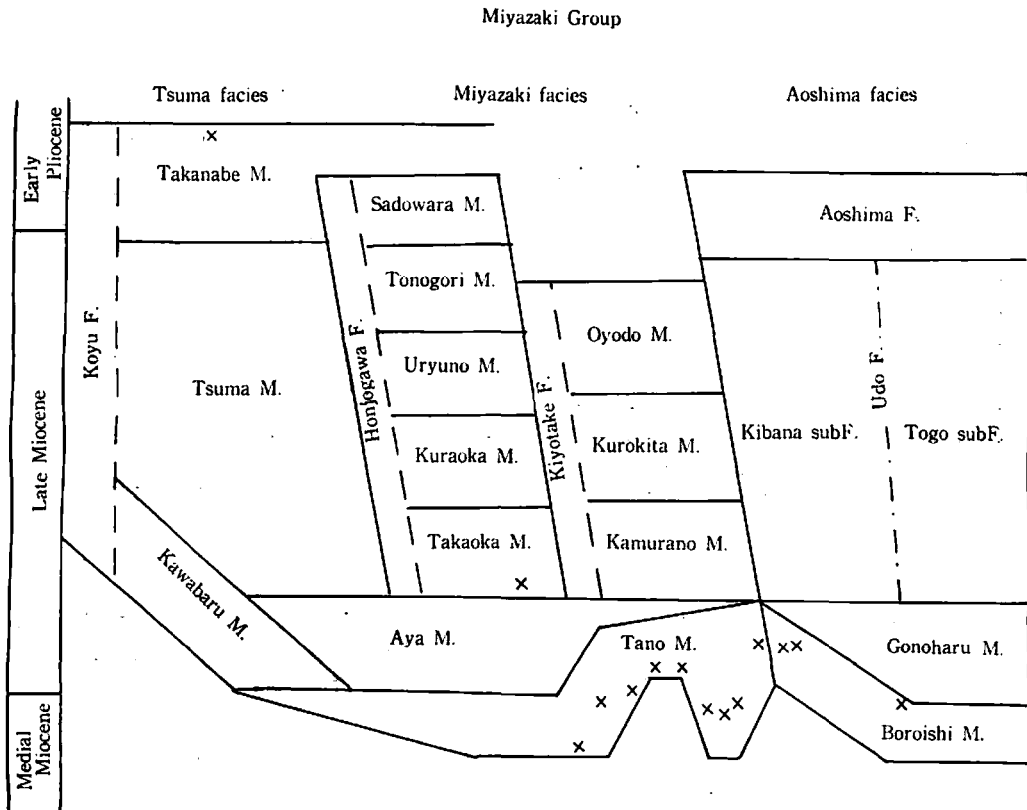 Miyazaki Group
Tsuma facies
Miyazaki facies
Aoshima facies
Early
Pliocene
Late Miocene
Medial
Miocene
Koyu F.
Takanabe M.
Tsuma M.
Kawabaru M.
Honjogawa F.
Sadowara M.
Tonogori M.
Uryuno M.
Kuraoka M.
Takaoka M.
Kiyotake F.
Oyodo M.
Kurokita M.
Kamurano M.
Aoshima F.
Udo F.
Kibana subF.
Togo subF.
Aya M.
Tano M.
Gonoharu M.
Boroishi M.